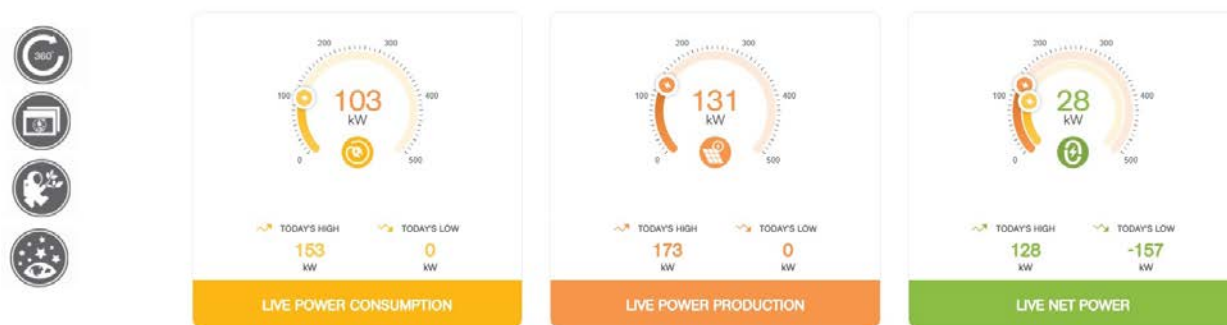 360°
200 300
100 400
103
kW
0 500
TODAY'S HIGH TODAY'S LOW
153 0
kW kW
LIVE POWER CONSUMPTION
200 300
100 400
131
kW
0 500
TODAY'S HIGH TODAY'S LOW
173 0
kW kW
LIVE POWER PRODUCTION
200 300
100 400
28
kW
0 500
TODAY'S HIGH TODAY'S LOW
128 -157
kW kW
LIVE NET POWER